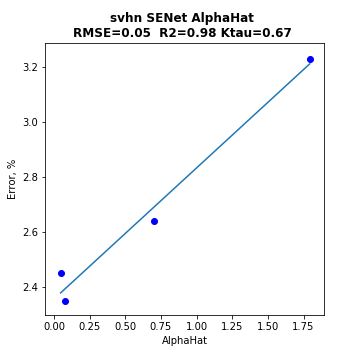 svhn SENet AlphaHat
RMSE=0.05 R2=0.98 Ktau=0.67
3.2
3.0
2.8
2.6
2.4
Error, %
0.00 0.25 0.50 0.75 1.00 1.25 1.50 1.75
AlphaHat